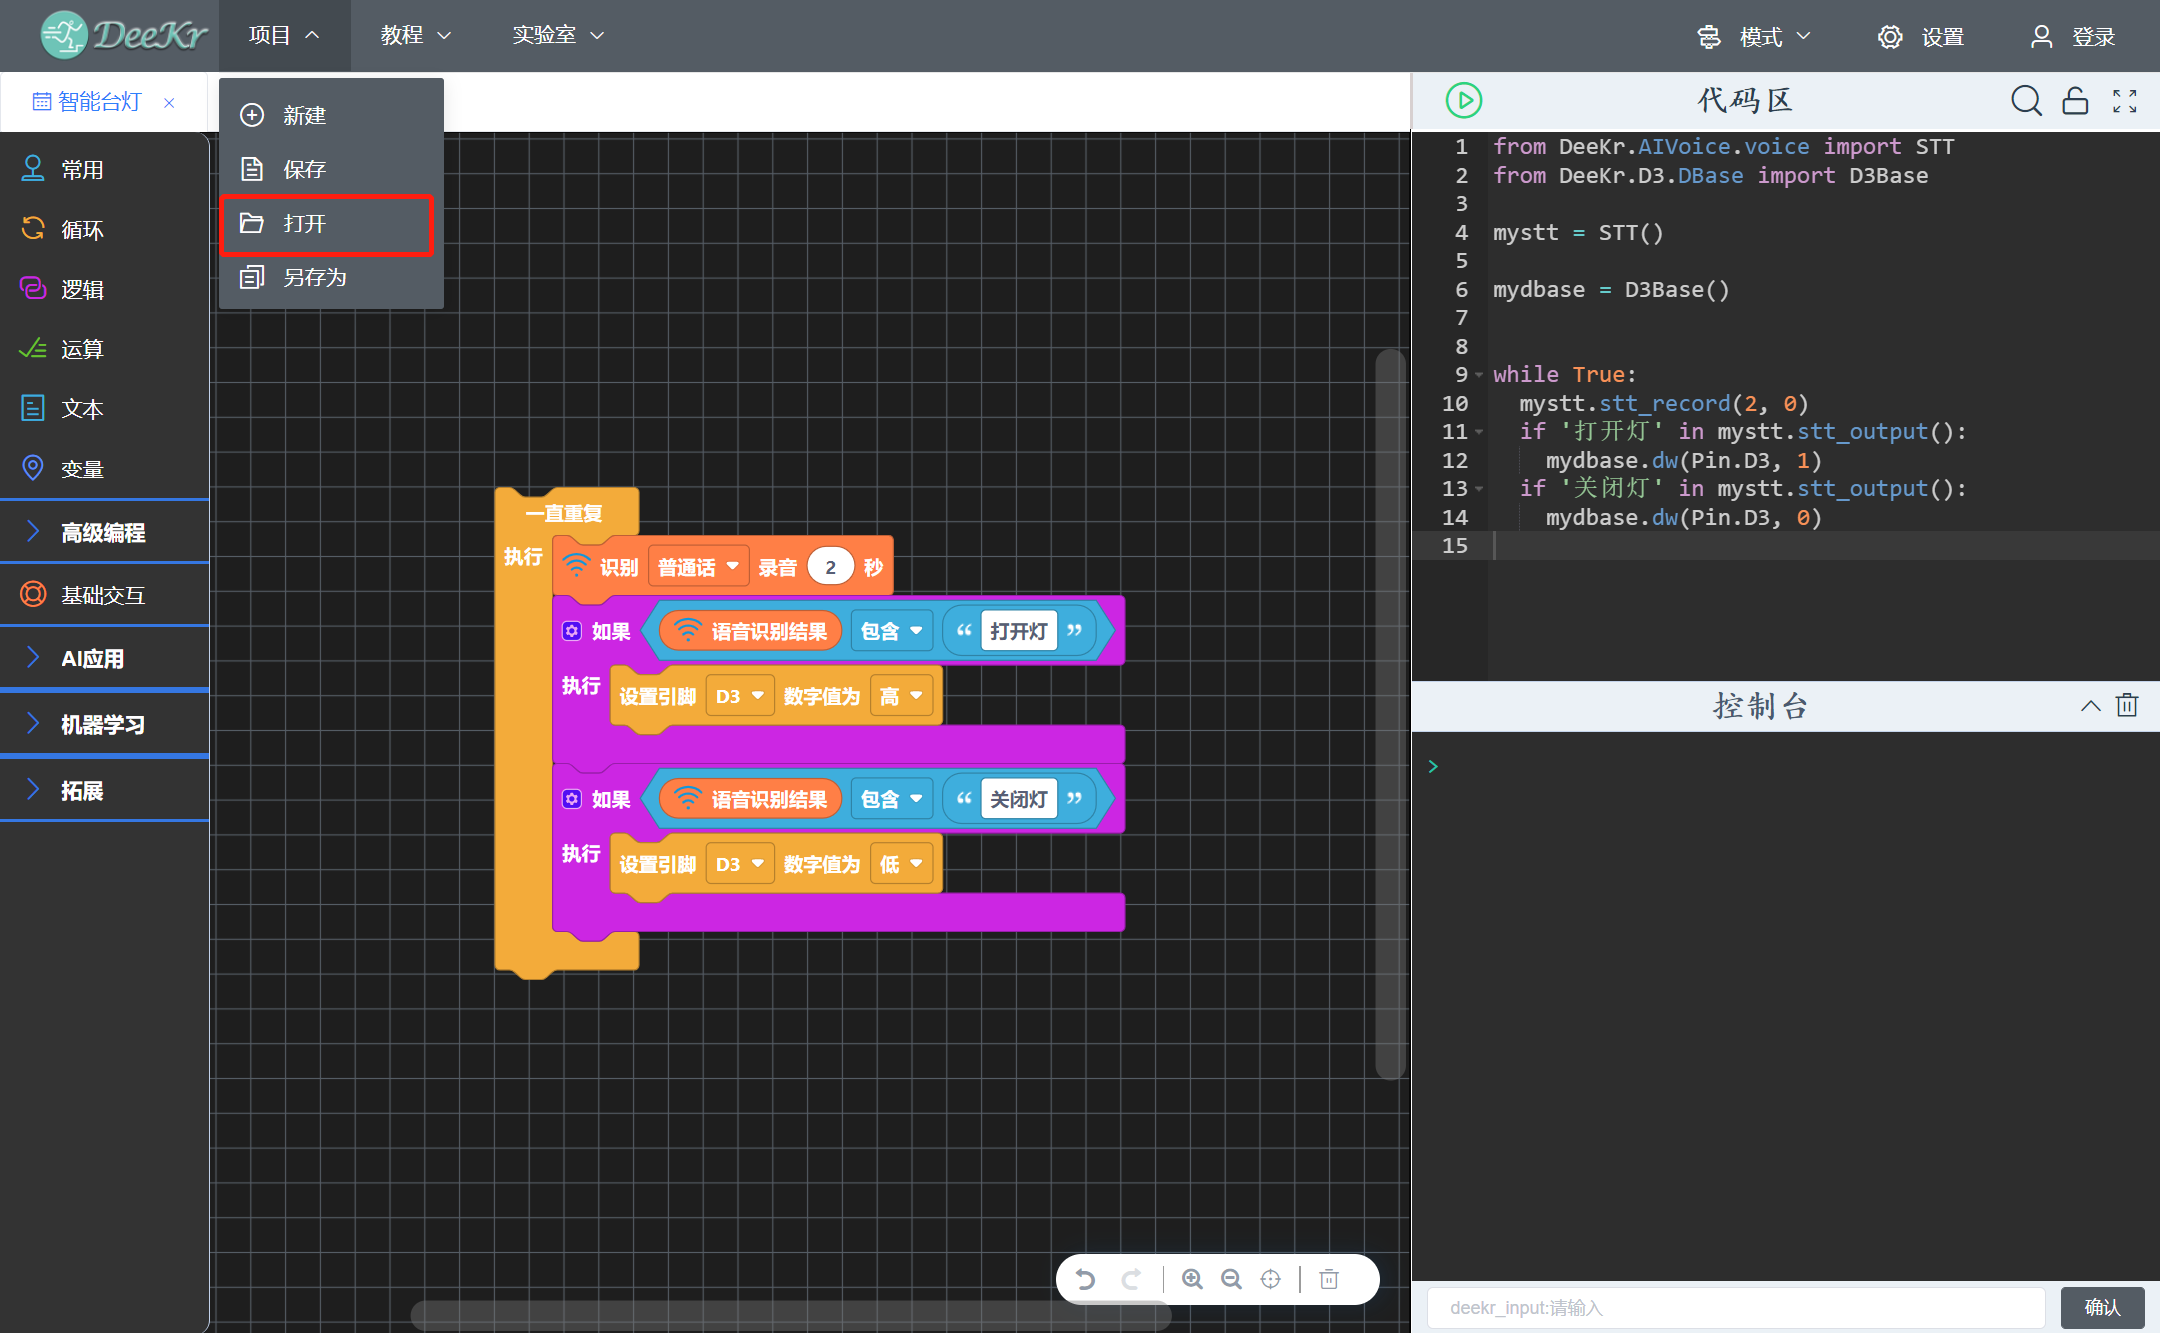 DeeKr
项目
教程
实验室
模式
设置
登录
智能台灯
新建
保存
打开
另存为
常用
循环
逻辑
运算
文本
变量
高级编程
基础交互
AI应用
机器学习
拓展
一直重复
执行 识别 普通话 录音 2 秒
如果 语音识别结果 包含 “ 打开灯 ”
执行 设置引脚 D3 数字值为 高
如果 语音识别结果 包含 “ 关闭灯 ”
执行 设置引脚 D3 数字值为 低
代码区
1 from DeeKr.AIVoice.voice import STT
2 from DeeKr.D3.DBase import D3Base
3
4 mystt = STT()
5
6 mydbase = D3Base()
7
8
9 while True:
10 mystt.stt_record(2, 0)
11 if '打开灯' in mystt.stt_output():
12 mydbase.dw(Pin.D3, 1)
13 if '关闭灯' in mystt.stt_output():
14 mydbase.dw(Pin.D3, 0)
15
控制台
>
deekr_input:请输入
确认